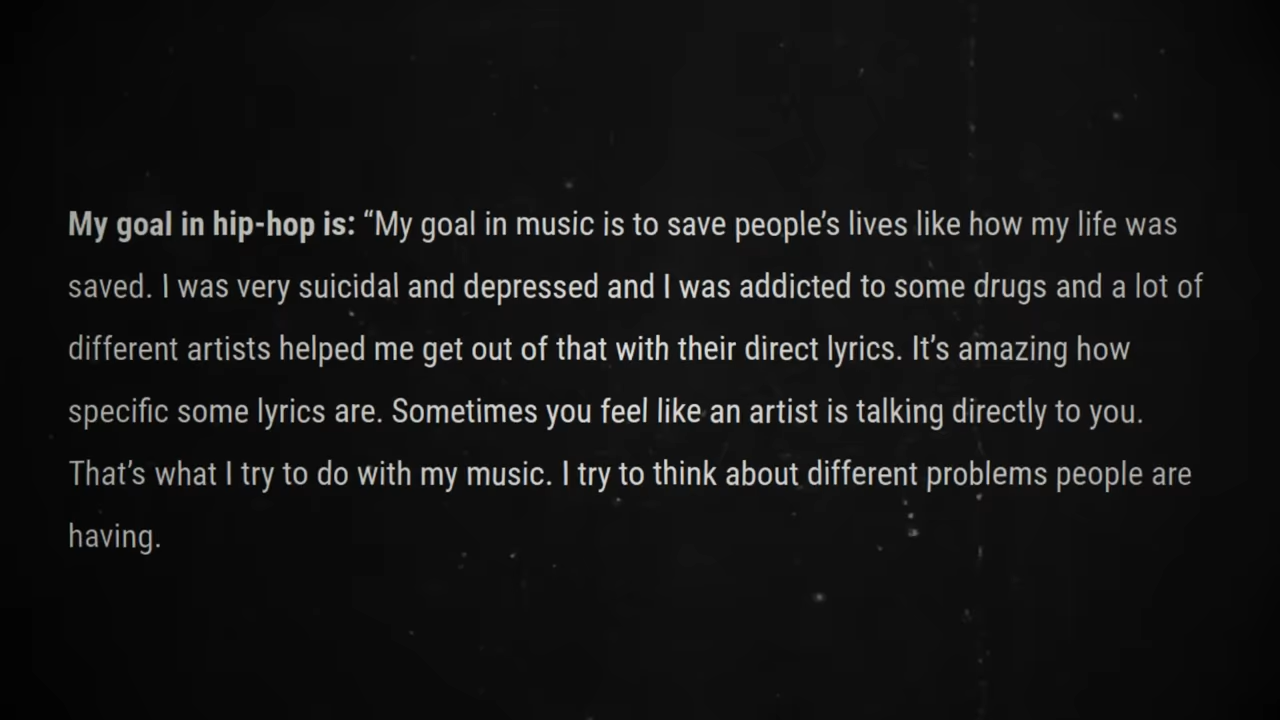 My goal in hip-hop is: “My goal in music is to save people’s lives like how my life was
saved. I was very suicidal and depressed and I was addicted to some drugs and a lot of
different artists helped me get out of that with their direct lyrics. It’s amazing how
specific some lyrics are. Sometimes you feel like an artist is talking directly to you.
That’s what I try to do with my music. I try to think about different problems people are
having.